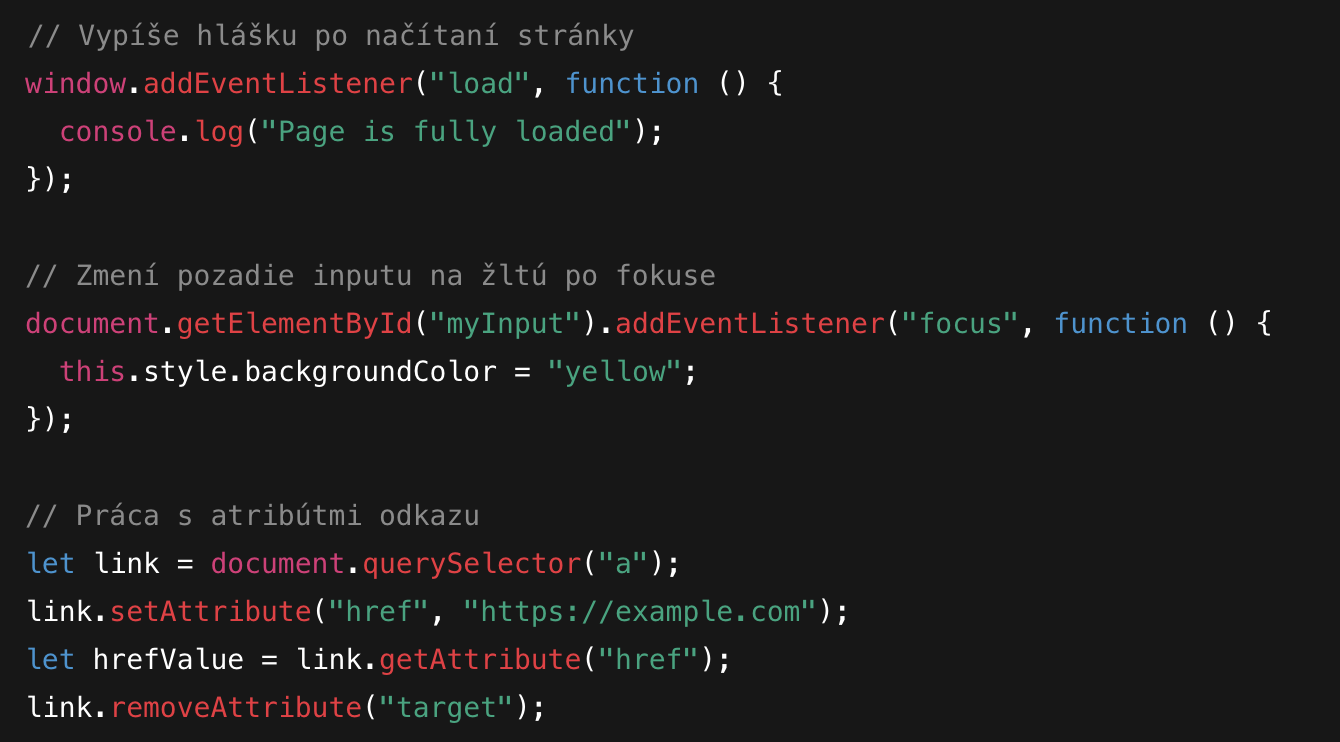 // Vypíše hlášku po načítaní stránky
window.addEventListener("load", function () {
  console.log("Page is fully loaded");
});

// Zmení pozadie inputu na žltú po fokuse
document.getElementById("myInput").addEventListener("focus", function () {
  this.style.backgroundColor = "yellow";
});

// Práca s atribútmi odkazu
let link = document.querySelector("a");
link.setAttribute("href", "https://example.com");
let hrefValue = link.getAttribute("href");
link.removeAttribute("target");